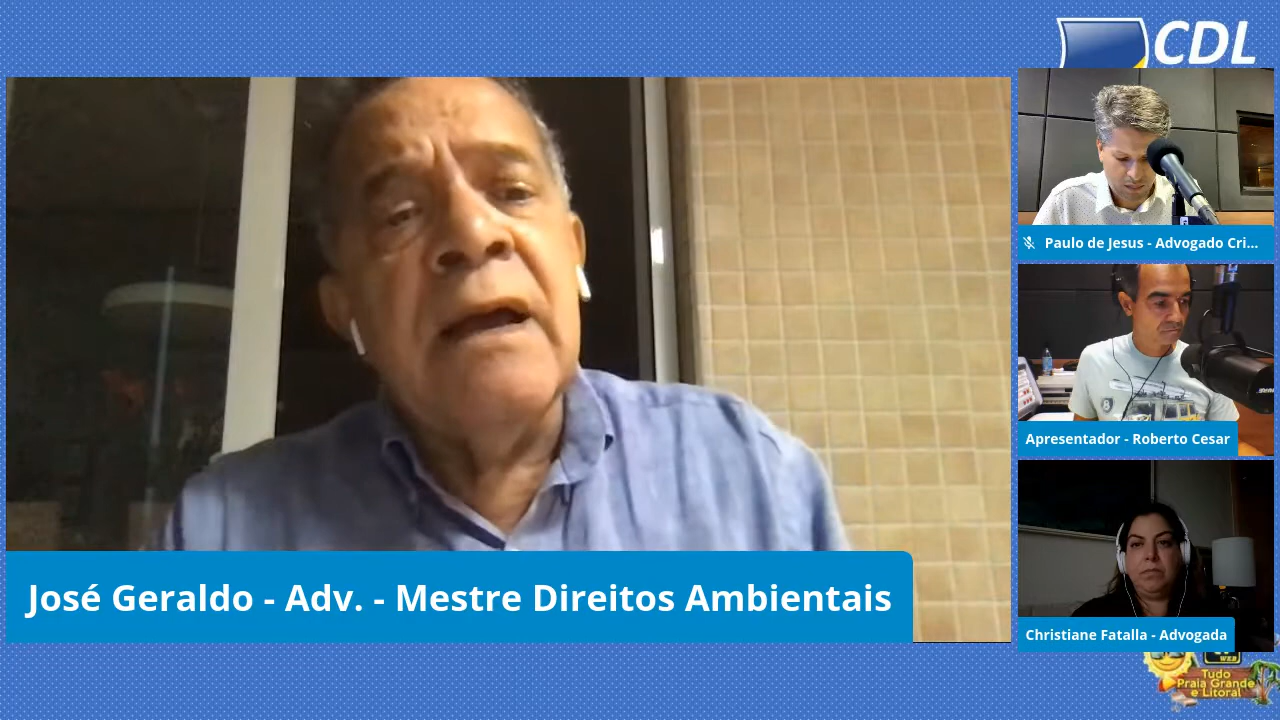 CDL
Paulo de Jesus - Advogado Cri...
Apresentador - Roberto Cesar
José Geraldo - Adv. - Mestre Direitos Ambientais
Christiane Fatalla - Advogada
WEB
Tudo
Praia Grande
e Litoral